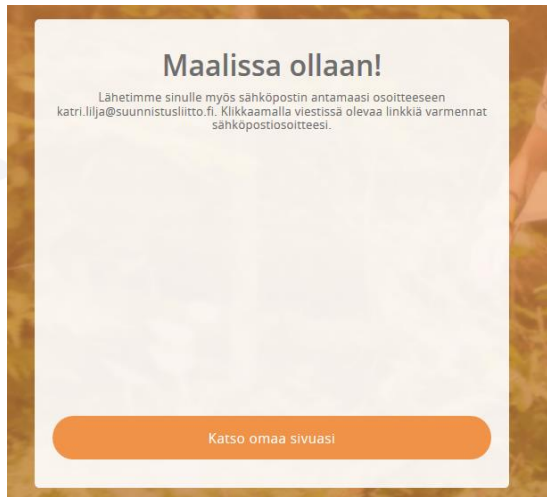 Maalissa ollaan!
Lähetimme sinulle myös sähköpostin antamaasi osoitteeseen
katri.lilja@suunnistusliitto.fi. Klikkaamalla viestissä olevaa linkkiä varmennat
sähköpostiosoitteesi.
Katso omaa sivuasi